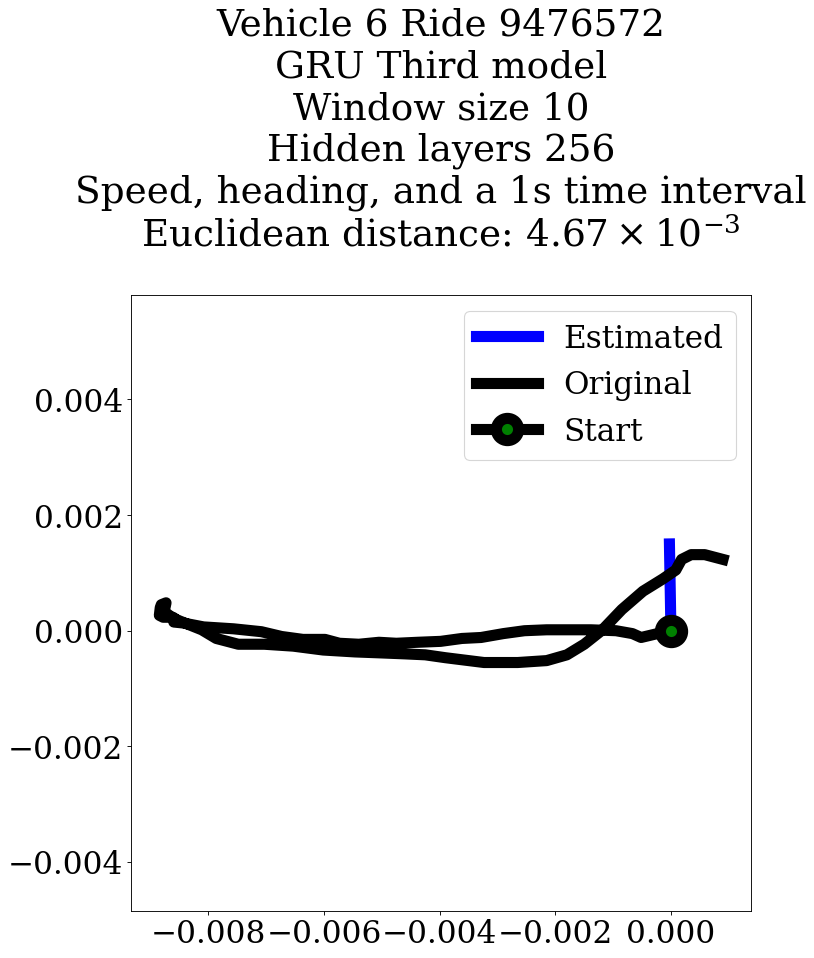 Vehicle 6 Ride 9476572
GRU Third model
Window size 10
Hidden layers 256
Speed, heading, and a 1s time interval
Euclidean distance: 4.67 × 10⁻³
Estimated
Original
Start
0.004
0.002
0.000
−0.002
−0.004
−0.008 −0.006 −0.004 −0.002 0.000